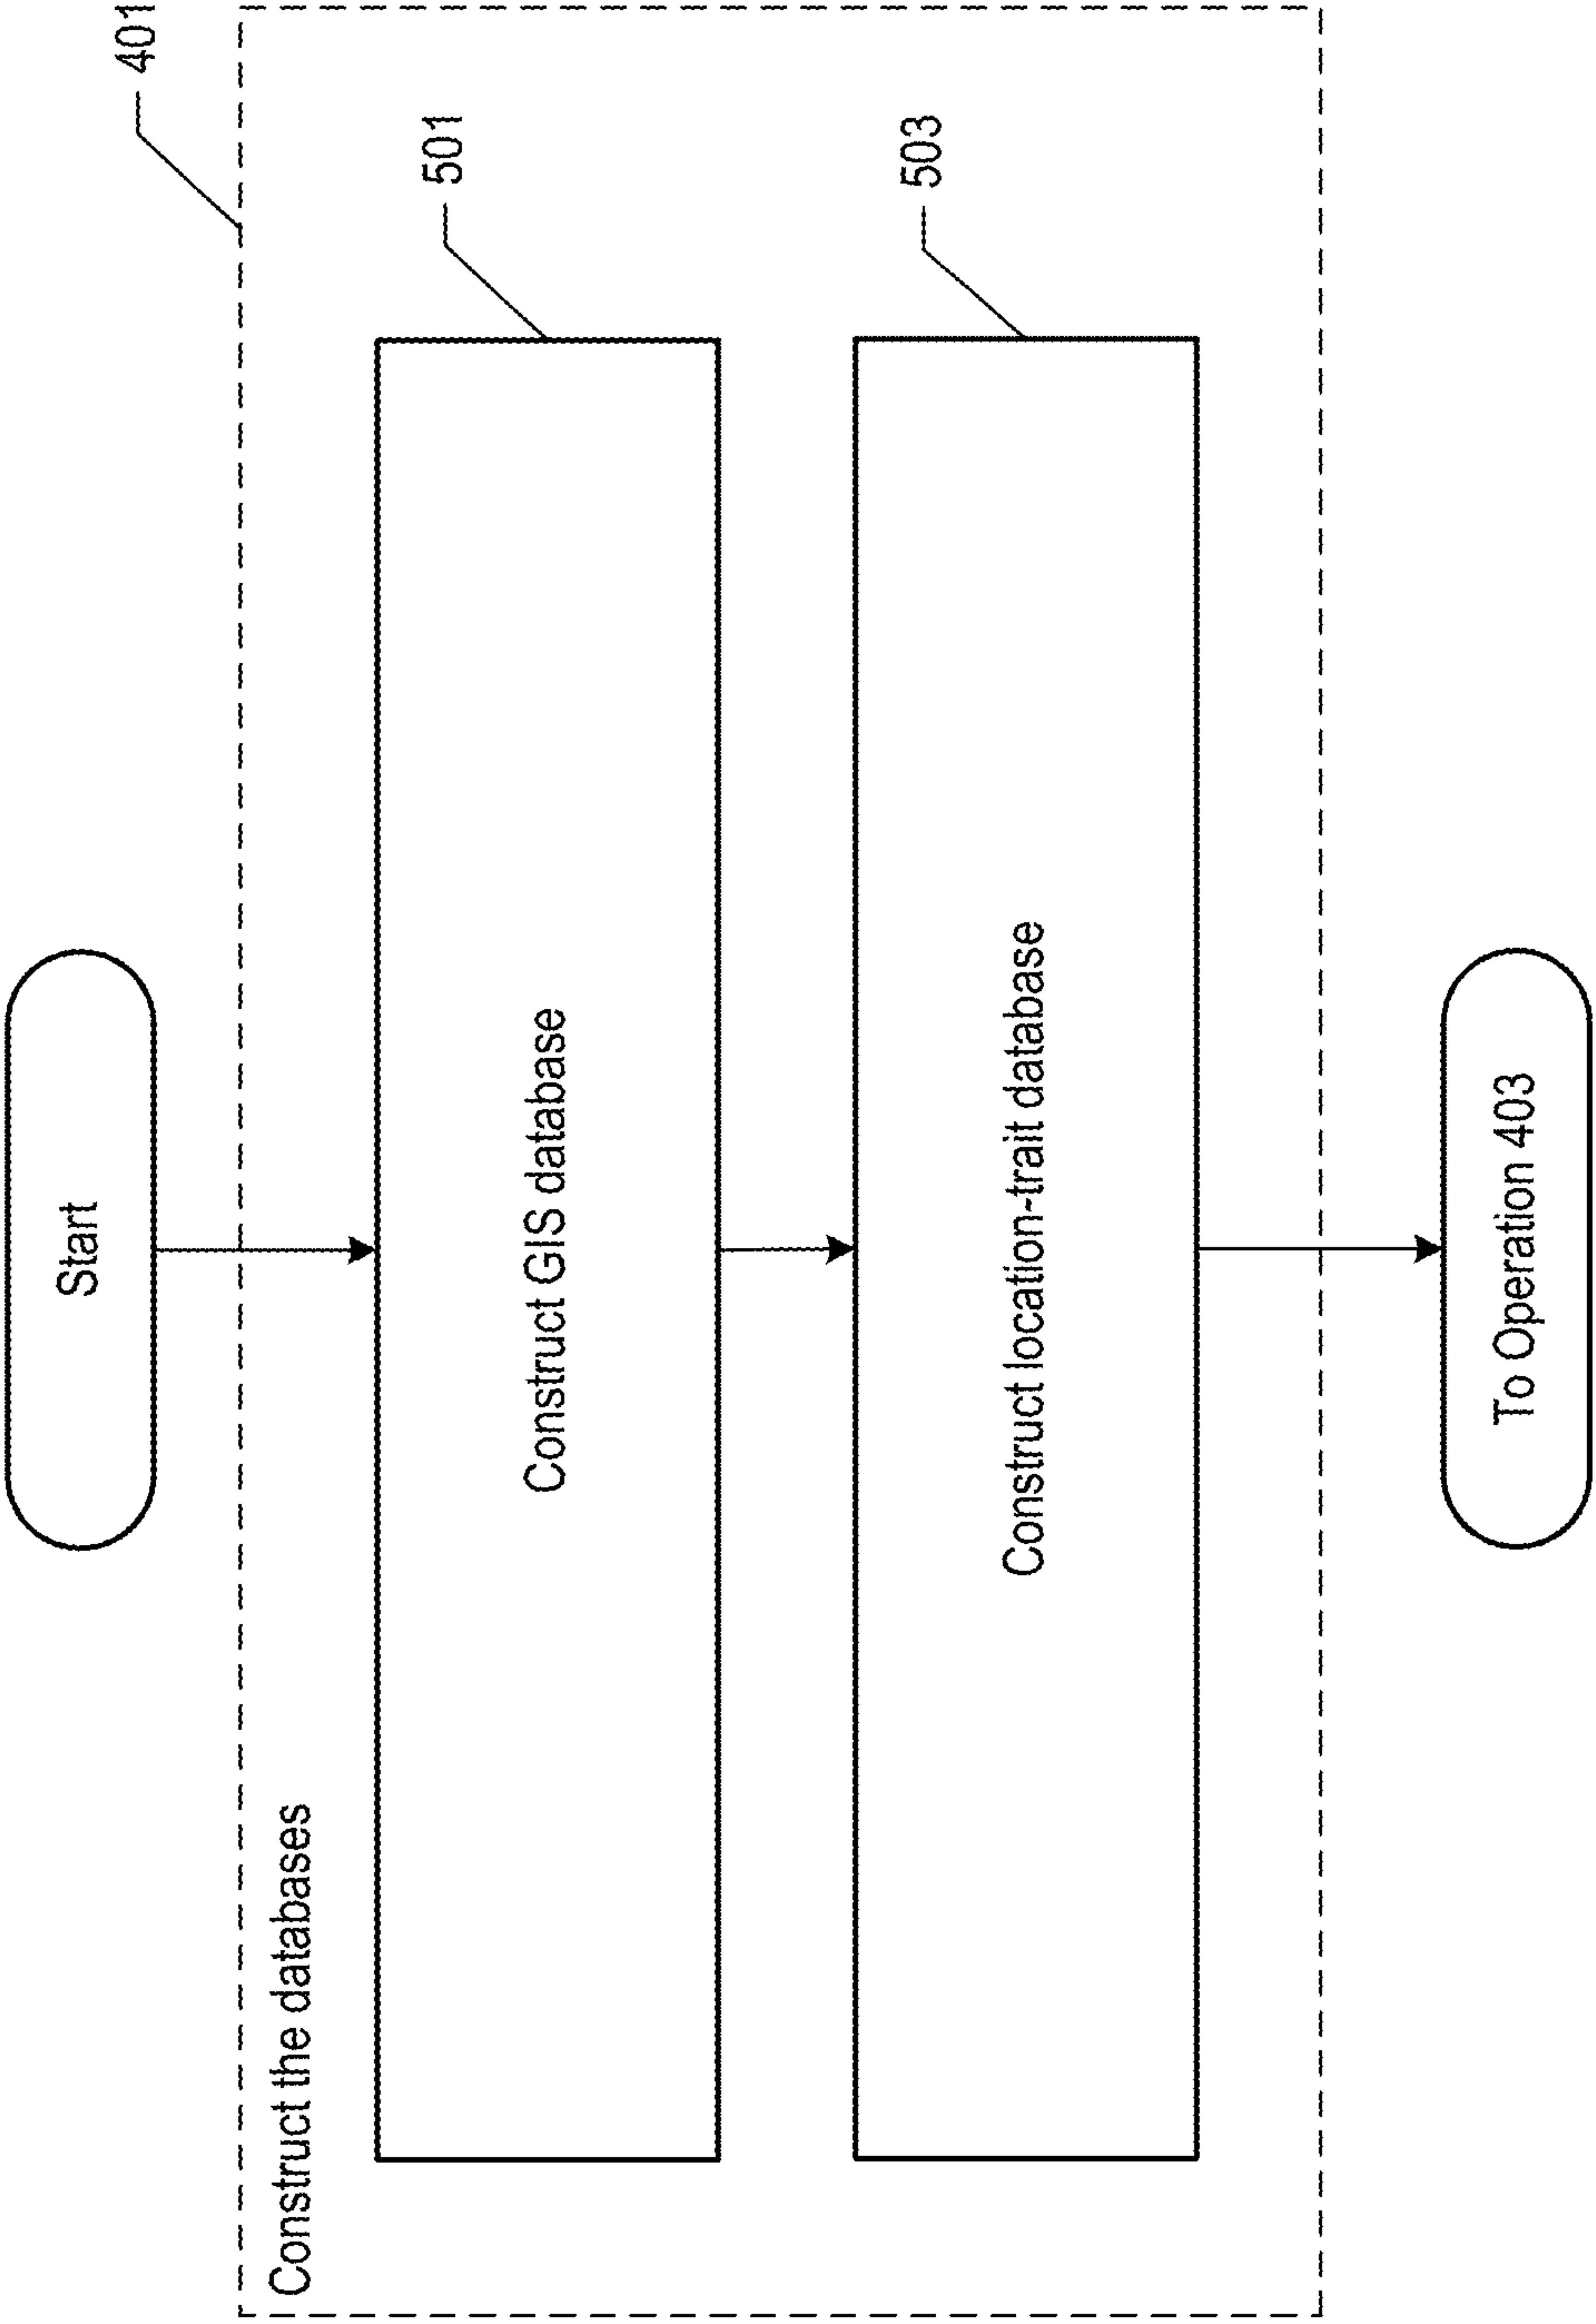 Start
401
Construct the databases
501
Construct GIS database
503
Construct location-trait database
To Operation 403